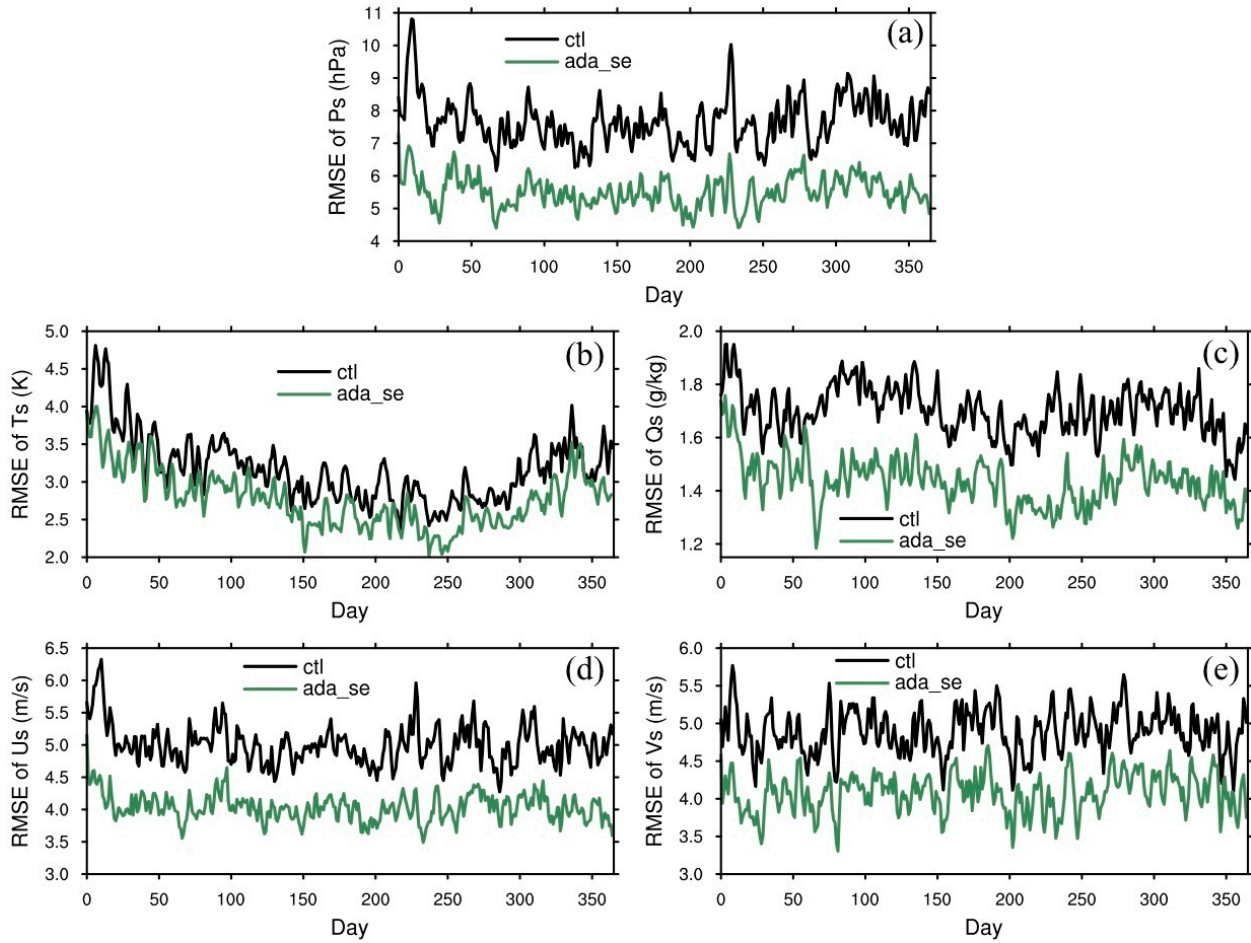 (a)
ctl
ada_se
RMSE of Ps (hPa)
11
10
9
8
7
6
5
4
0 50 100 150 200 250 300 350
Day
(b)
ctl
ada_se
RMSE of Ts (K)
5.0
4.5
4.0
3.5
3.0
2.5
2.0
0 50 100 150 200 250 300 350
Day
(c)
ctl
ada_se
RMSE of Qs (g/kg)
2.0
1.8
1.6
1.4
1.2
0 50 100 150 200 250 300 350
Day
(d)
ctl
ada_se
RMSE of Us (m/s)
6.5
6.0
5.5
5.0
4.5
4.0
3.5
3.0
0 50 100 150 200 250 300 350
Day
(e)
ctl
ada_se
RMSE of Vs (m/s)
6.0
5.5
5.0
4.5
4.0
3.5
3.0
0 50 100 150 200 250 300 350
Day